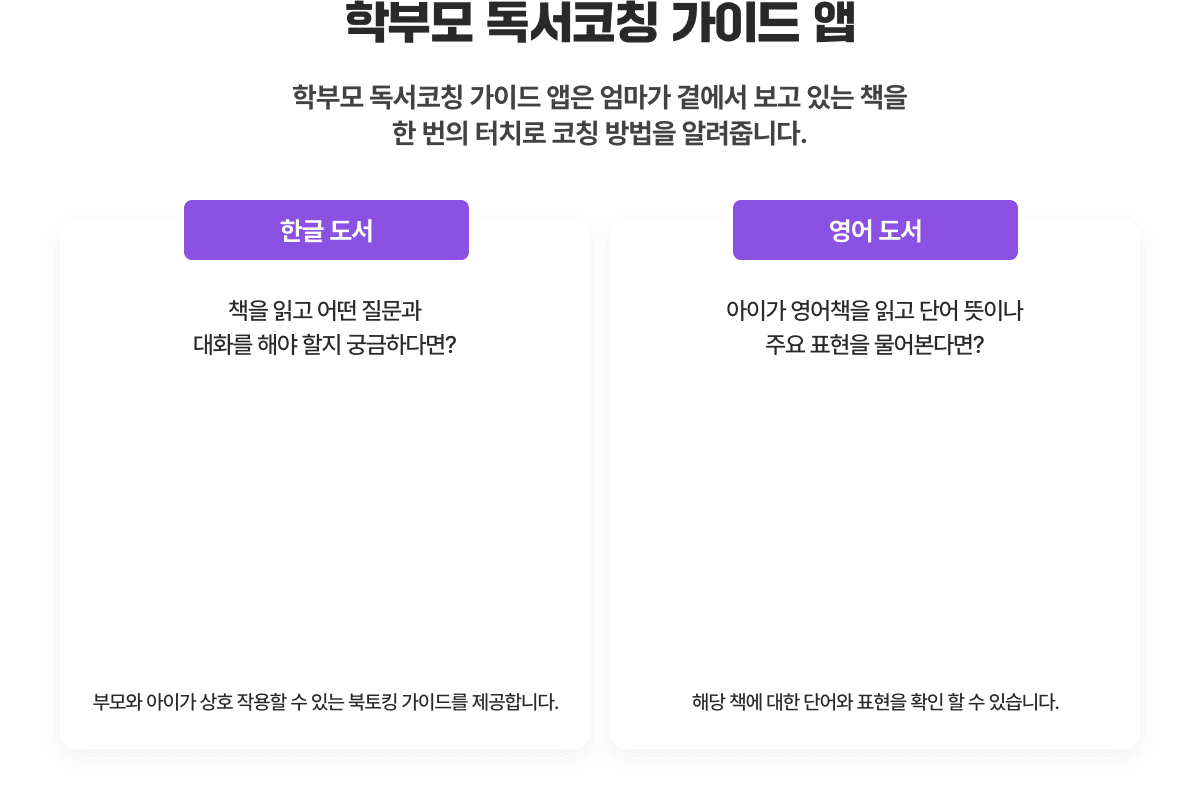 학부모 독서코칭 가이드 앱
학부모 독서코칭 가이드 앱은 엄마가 곁에서 보고 있는 책을
한 번의 터치로 코칭 방법을 알려줍니다.
한글 도서
책을 읽고 어떤 질문과
대화를 해야 할지 궁금하다면?
부모와 아이가 상호 작용할 수 있는 북토킹 가이드를 제공합니다.
영어 도서
아이가 영어책을 읽고 단어 뜻이나
주요 표현을 물어본다면?
해당 책에 대한 단어와 표현을 확인 할 수 있습니다.